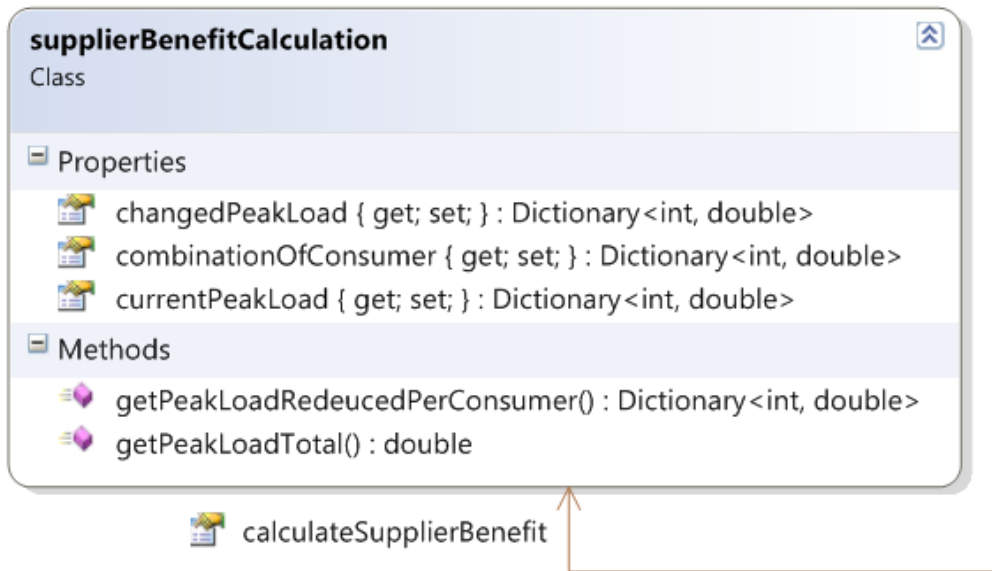 supplierBenefitCalculation
Class
Properties
changedPeakLoad { get; set; } : Dictionary<int, double>
combinationOfConsumer { get; set; } : Dictionary<int, double>
currentPeakLoad { get; set; } : Dictionary<int, double>
Methods
getPeakLoadRedeucedPerConsumer() : Dictionary<int, double>
getPeakLoadTotal() : double
calculateSupplierBenefit